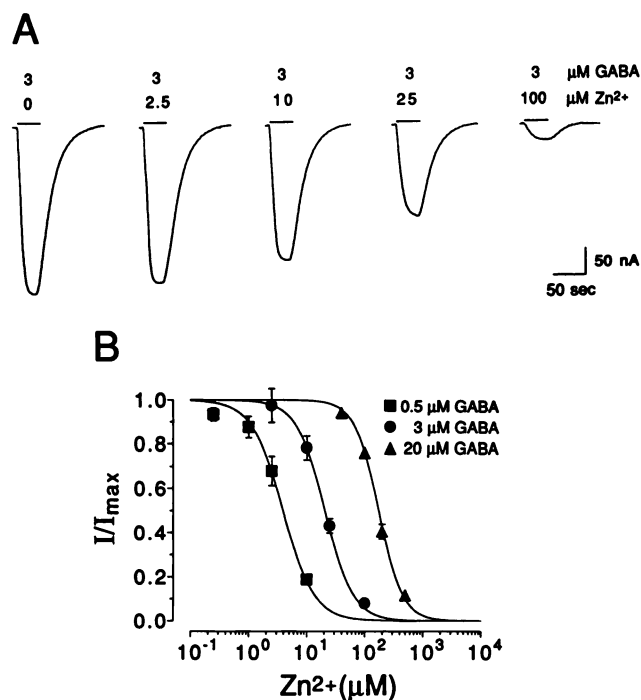 A
3 3 3 3 3 μM GABA
0 2.5 10 25 100 μM Zn²⁺
50 nA
50 sec
B
1.0
0.8
0.6
0.4
0.2
0.0
I/Imax
■ 0.5 μM GABA
● 3 μM GABA
▲ 20 μM GABA
10⁻¹ 10⁰ 10¹ 10² 10³ 10⁴
Zn²⁺(μM)